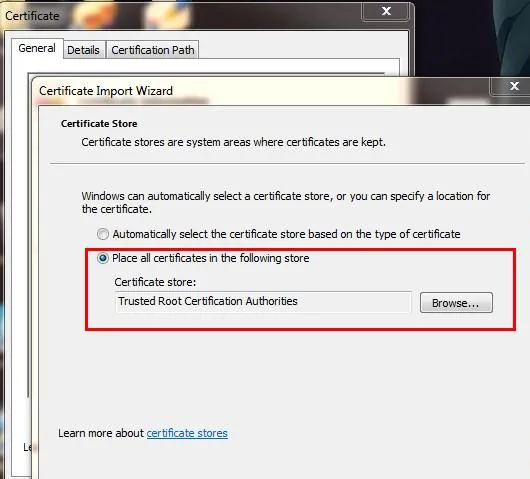 Certificate
General Details Certification Path
Certificate Import Wizard
Certificate Store
Certificate stores are system areas where certificates are kept.
Windows can automatically select a certificate store, or you can specify a location for
the certificate.
Automatically select the certificate store based on the type of certificate
Place all certificates in the following store
Certificate store:
Trusted Root Certification Authorities
Browse...
Learn more about certificate stores